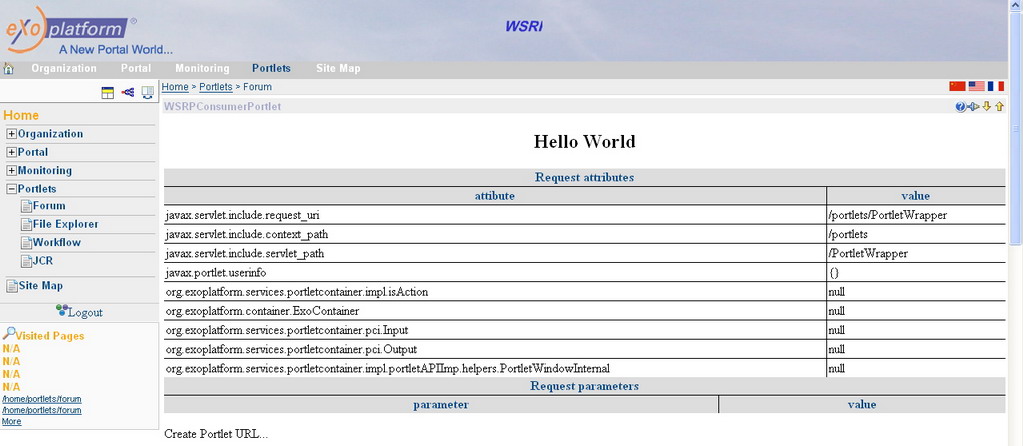 eXo platform ®
WSRP
A New Portal World...
Organization Portal Monitoring Portlets Site Map
Home > Portlets > Forum
WSRPConsumerPortlet
Home
Organization
Portal
Monitoring
Portlets
Forum
File Explorer
Workflow
JCR
Site Map
Logout
Visited Pages
N/A
N/A
N/A
N/A
/home/portlets/forum
/home/portlets/forum
More
Hello World
Request attributes
attibute value
javax.servlet.include.request_uri /portlets/PortletWrapper
javax.servlet.include.context_path /portlets
javax.servlet.include.servlet_path /PortletWrapper
javax.portlet.userinfo {}
org.exoplatform.services.portletcontainer.impl.isAction null
org.exoplatform.container.ExoContainer null
org.exoplatform.services.portletcontainer.pci.Input null
org.exoplatform.services.portletcontainer.pci.Output null
org.exoplatform.services.portletcontainer.impl.portletAPIImp.helpers.PortletWindowInternal null
Request parameters
parameter value
Create Portlet URL...